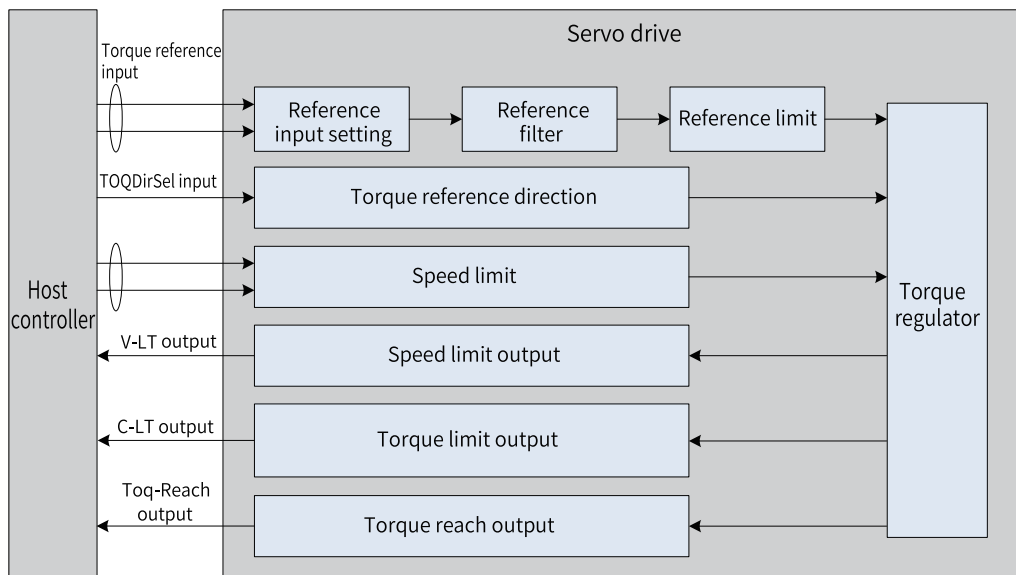 Servo drive
Torque reference
input
Reference
input setting
Reference
filter
Reference limit
TOQDirSel input
Torque reference direction
Speed limit
Host
controller
Torque
regulator
V-LT output
Speed limit output
C-LT output
Torque limit output
Toq-Reach
output
Torque reach output